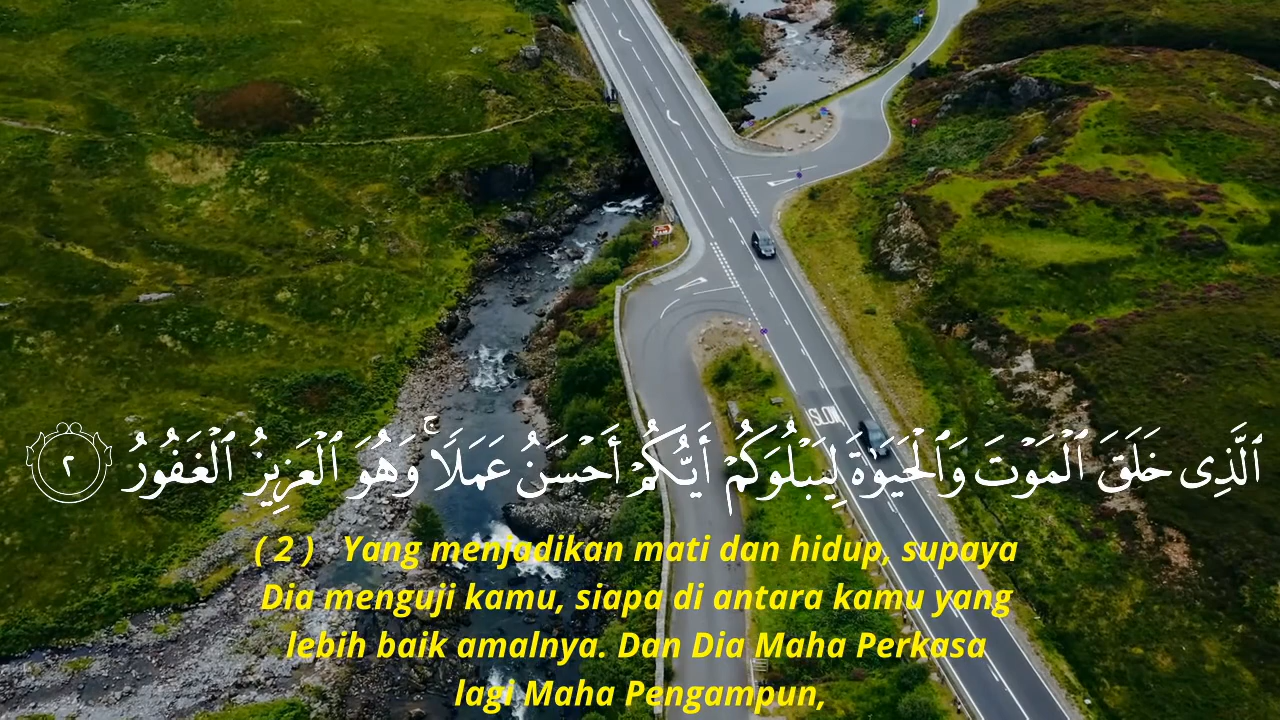 SLOW
ٱلَّذِى خَلَقَ ٱلْمَوْتَ وَٱلْحَيَوٰةَ لِيَبْلُوَكُمْ أَيُّكُمْ أَحْسَنُ عَمَلًا ۚ وَهُوَ ٱلْعَزِيزُ ٱلْغَفُورُ ٢
( 2 ) Yang menjadikan mati dan hidup, supaya
Dia menguji kamu, siapa di antara kamu yang
lebih baik amalnya. Dan Dia Maha Perkasa
lagi Maha Pengampun,